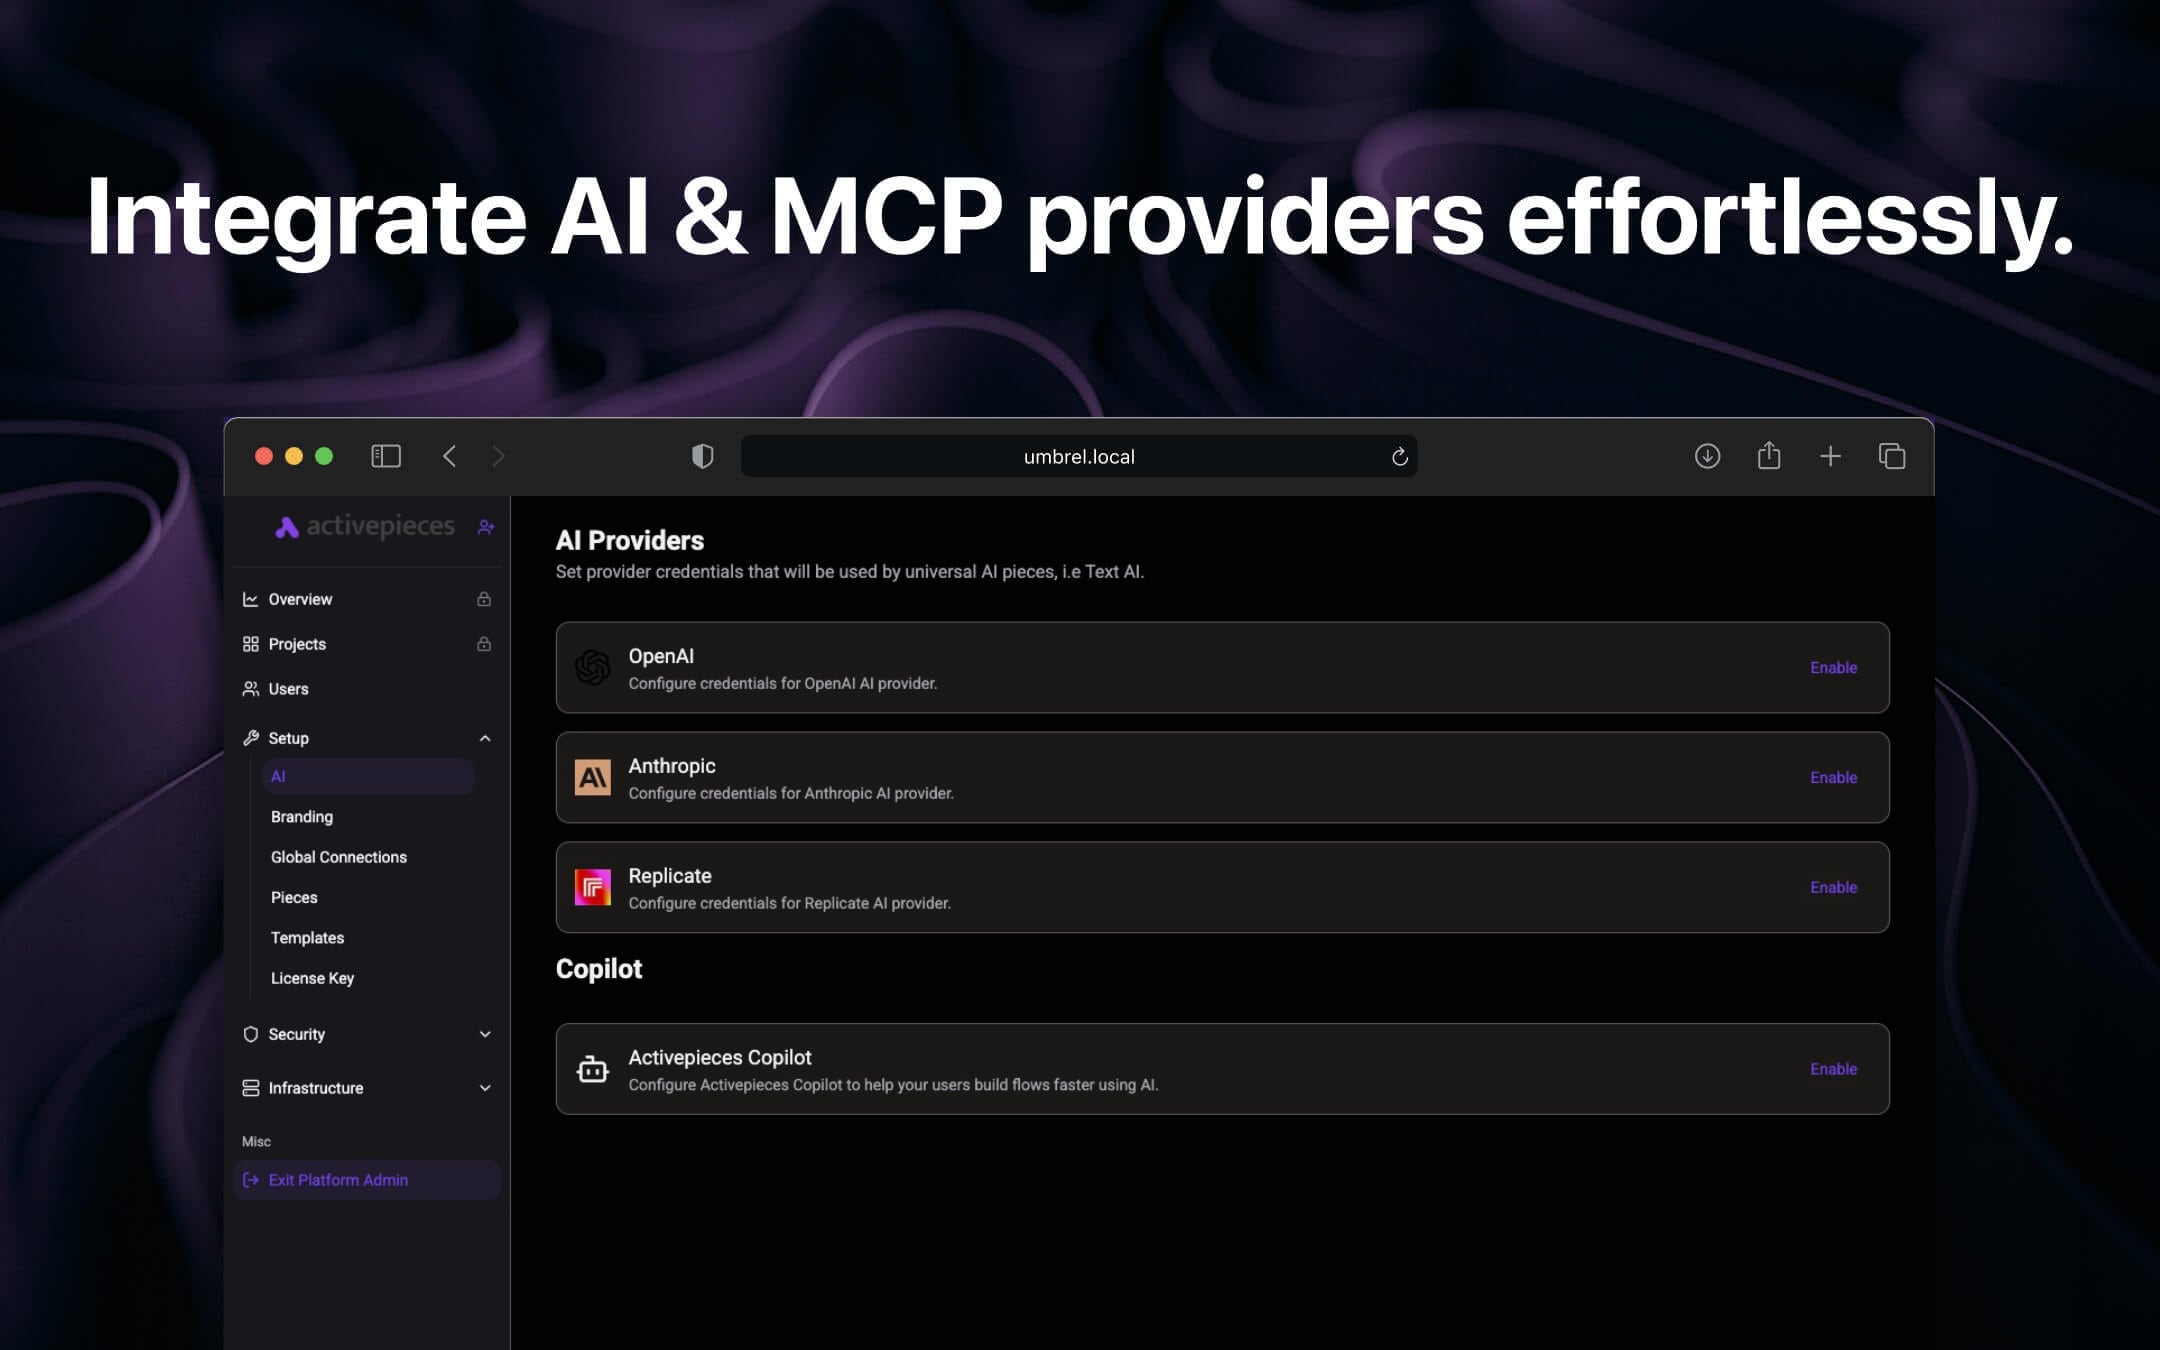 Integrate AI & MCP providers effortlessly.
umbrel.local
activepieces
Overview
Projects
Users
Setup
AI
Branding
Global Connections
Pieces
Templates
License Key
Security
Infrastructure
Misc
Exit Platform Admin
AI Providers
Set provider credentials that will be used by universal AI pieces, i.e Text AI.
OpenAI
Configure credentials for OpenAI AI provider.
Enable
Anthropic
Configure credentials for Anthropic AI provider.
Enable
Replicate
Configure credentials for Replicate AI provider.
Enable
Copilot
Activepieces Copilot
Configure Activepieces Copilot to help your users build flows faster using AI.
Enable